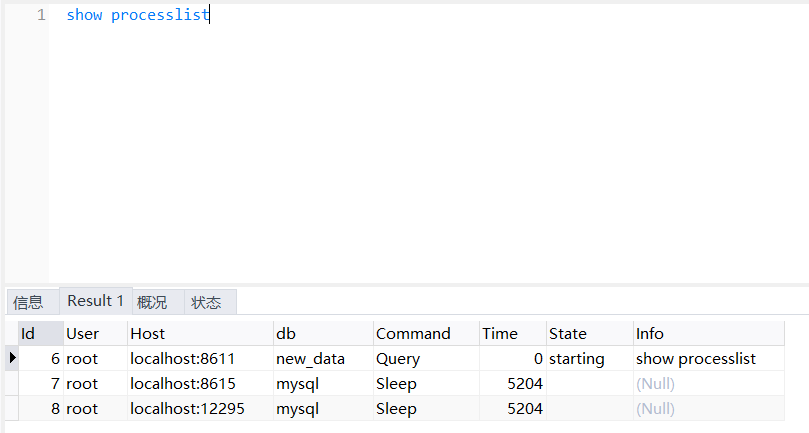 1 show processlist
信息 Result 1 概况 状态
Id User Host db Command Time State Info
6 root localhost:8611 new_data Query 0 starting show processlist
7 root localhost:8615 mysql Sleep 5204 (Null)
8 root localhost:12295 mysql Sleep 5204 (Null)